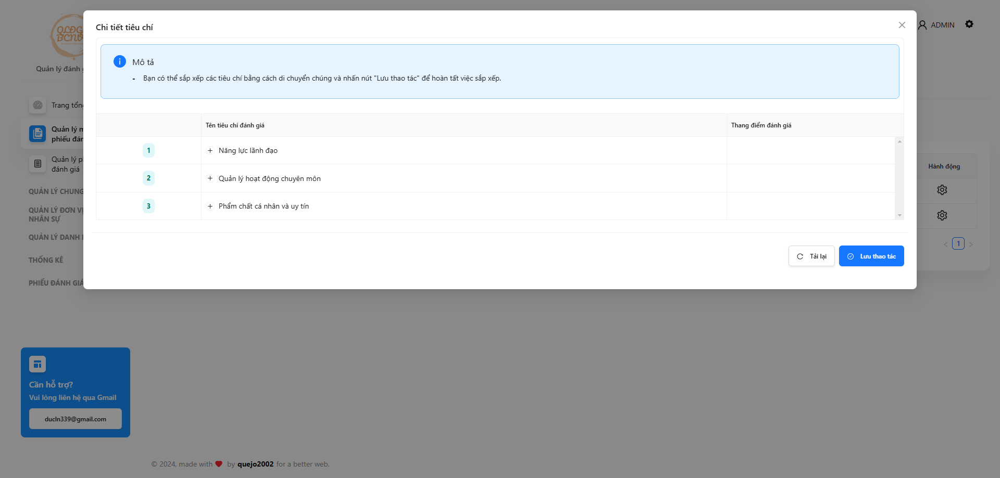 Chi tiết tiêu chí
ADMIN
Mô tả
- Bạn có thể sắp xếp các tiêu chí bằng cách di chuyển chúng và nhấn nút "Lưu thao tác" để hoàn tất việc sắp xếp.
Tên tiêu chí đánh giá
Thang điểm đánh giá
1 + Năng lực lãnh đạo
2 + Quản lý hoạt động chuyên môn
3 + Phẩm chất cá nhân và uy tín
Tải lại
Lưu thao tác
QLĐG
BCNV
Quản lý đánh
Trang tổng
Quản lý
phiếu đán
Quản lý
đánh giá
QUẢN LÝ CHUNG
QUẢN LÝ ĐƠN VỊ
NHÂN SỰ
QUẢN LÝ DANH
THỐNG KÊ
PHIẾU ĐÁNH GIÁ
Hành động
1
Cần hỗ trợ?
Vui lòng liên hệ qua Gmail
ducln339@gmail.com
© 2024, made with by quejo2002 for a better web.